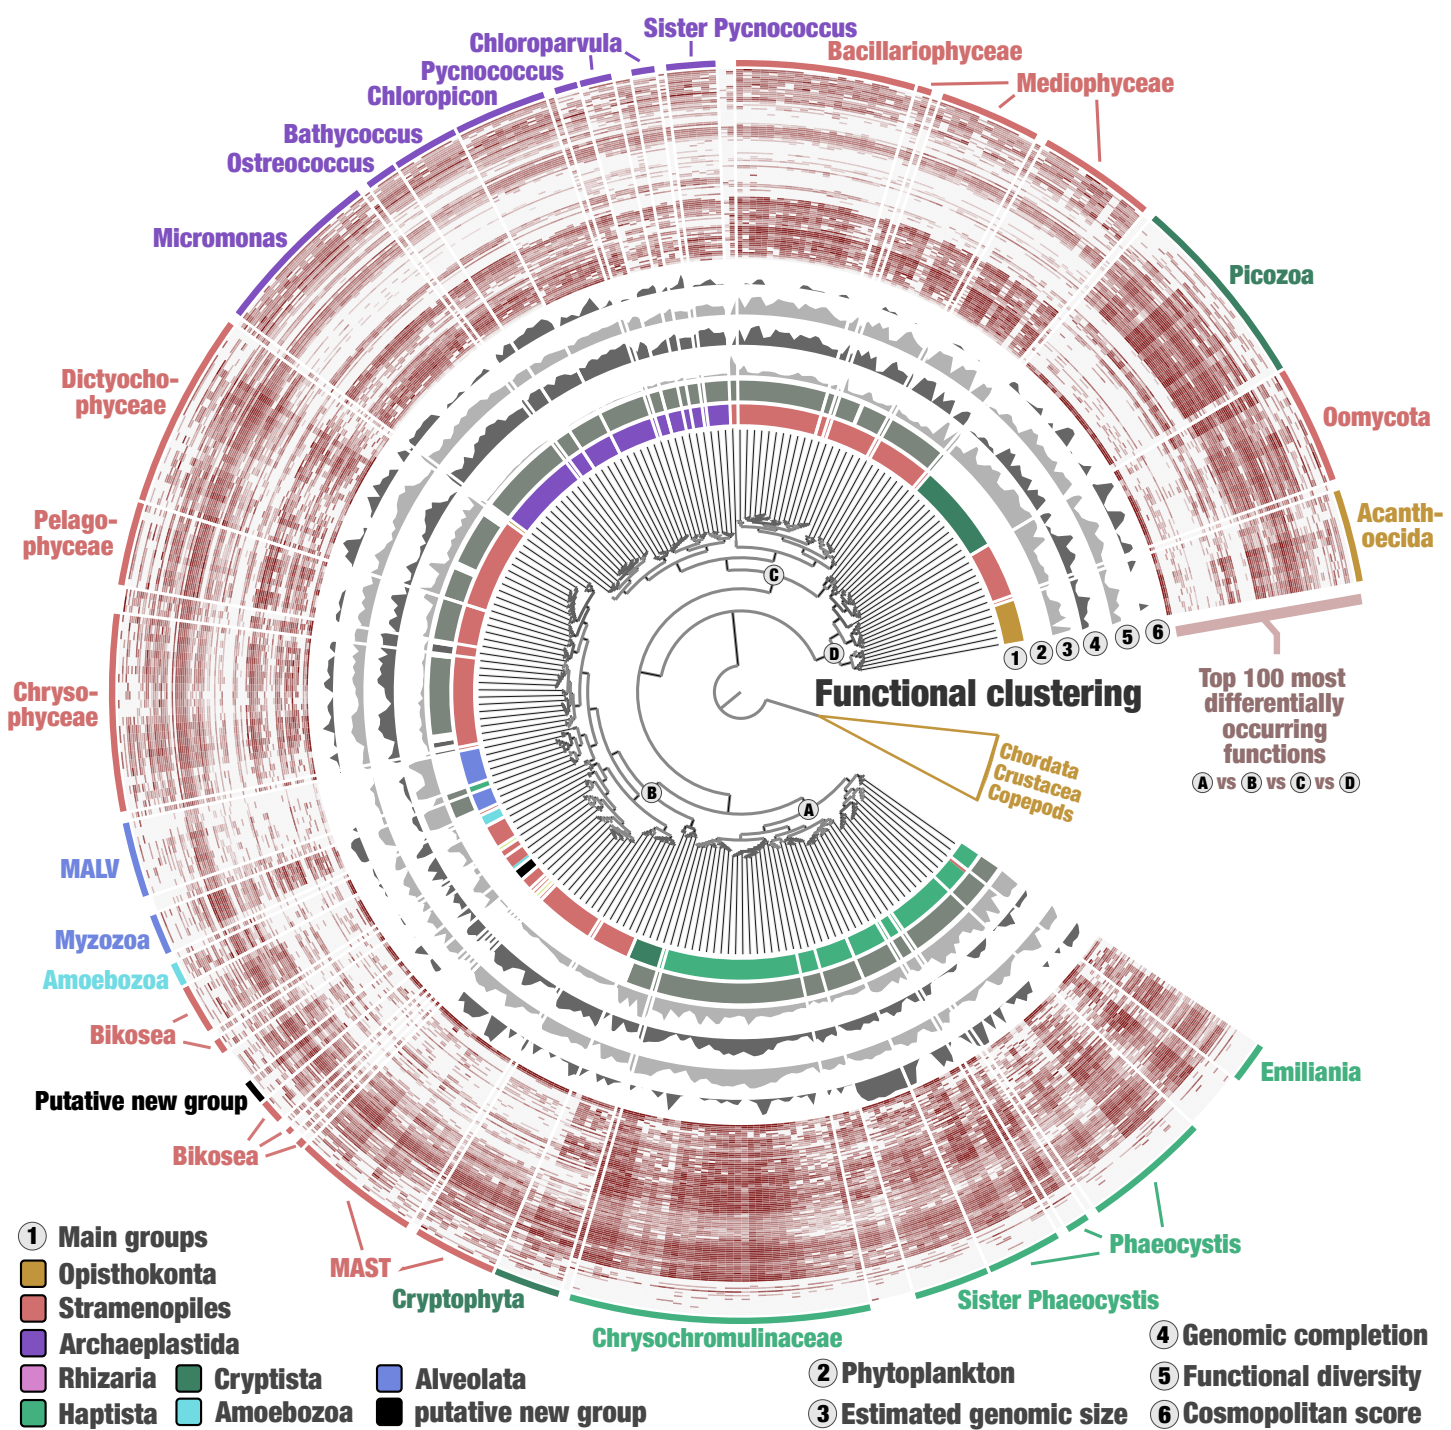 Sister Pycnococcus
Chloroparvula
Bacillariophyceae
Pycnococcus
Mediophyceae
Chloropicon
Bathycoccus
Ostreococcus
Micromonas
Picozoa
Dictyocho-
phyceae
Oomycota
Pelago-
phyceae
Acanth-
oecida
C
D
1 2 3 4 5 6
Functional clustering
Top 100 most
differentially
occurring
functions
A vs B vs C vs D
Chryso-
phyceae
Chordata
Crustacea
Copepods
B
A
MALV
Myzozoa
Amoebozoa
Bikosea
Emiliania
Putative new group
Bikosea
Phaeocystis
MAST
Cryptophyta
Sister Phaeocystis
Chrysochromulinaceae
1 Main groups
Opisthokonta
Stramenopiles
Archaeplastida
Rhizaria
Cryptista
Alveolata
Haptista
Amoebozoa
putative new group
2 Phytoplankton
3 Estimated genomic size
4 Genomic completion
5 Functional diversity
6 Cosmopolitan score